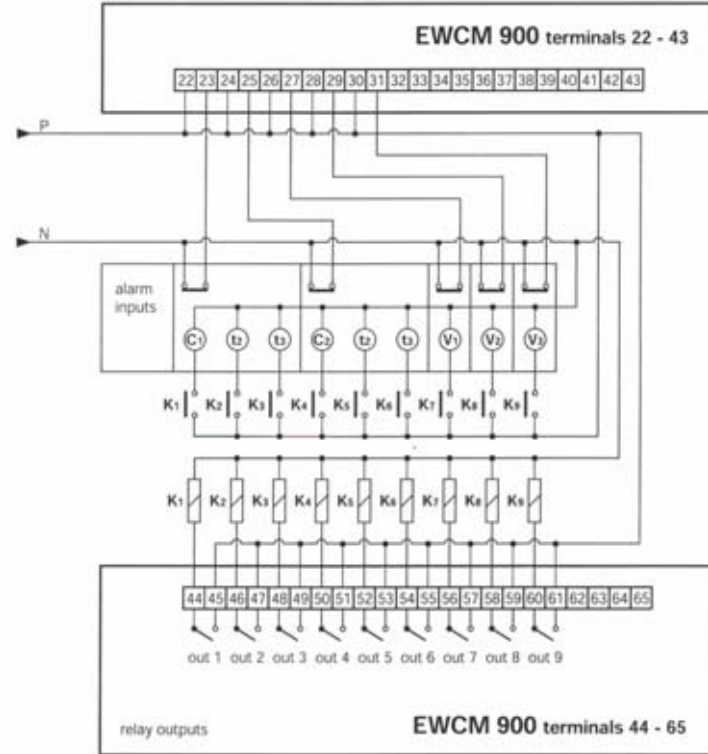 EWCM 900 terminals 22 - 43
22 23 24 25 26 27 28 29 30 31 32 33 34 35 36 37 38 39 40 41 42 43
P
N
alarm
inputs
C1 t2 t3 C2 t2 t3 V1 V2 V3
K1 K2 K3 K4 K5 K6 K7 K8 K9
K1 K2 K3 K4 K5 K6 K7 K8 K9
44 45 46 47 48 49 50 51 52 53 54 55 56 57 58 59 60 61 62 63 64 65
out 1 out 2 out 3 out 4 out 5 out 6 out 7 out 8 out 9
relay outputs
EWCM 900 terminals 44 - 65